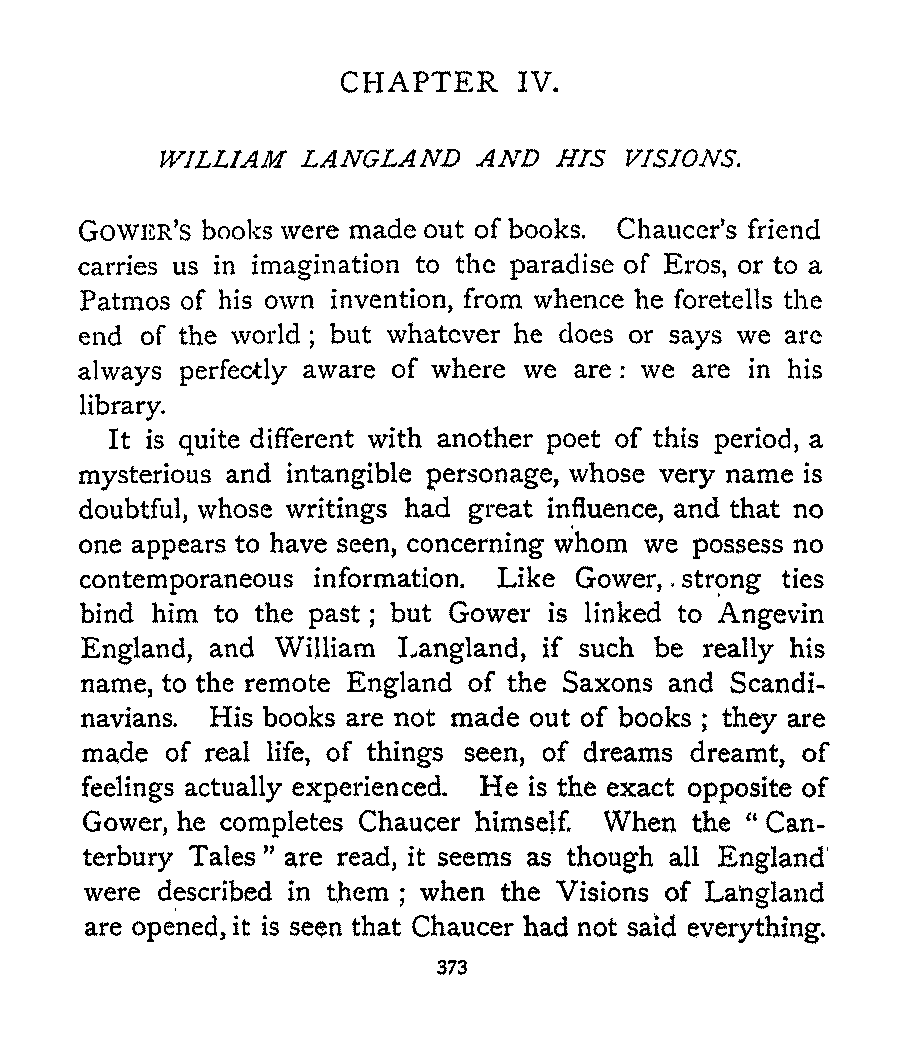 CHAPTER IV.
WILLIAM LANGLAND AND HIS VISIONS.
GOWER'S books were made out of books. Chaucer's friend
carries us in imagination to the paradise of Eros, or to a
Patmos of his own invention, from whence he foretells the
end of the world ; but whatever he does or says we are
always perfectly aware of where we are : we are in his
library.
It is quite different with another poet of this period, a
mysterious and intangible personage, whose very name is
doubtful, whose writings had great influence, and that no
one appears to have seen, concerning whom we possess no
contemporaneous information. Like Gower, strong ties
bind him to the past ; but Gower is linked to Angevin
England, and William Langland, if such be really his
name, to the remote England of the Saxons and Scandi-
navians. His books are not made out of books ; they are
made of real life, of things seen, of dreams dreamt, of
feelings actually experienced. He is the exact opposite of
Gower, he completes Chaucer himself. When the " Can-
terbury Tales " are read, it seems as though all England
were described in them ; when the Visions of Langland
are opened, it is seen that Chaucer had not said everything.
373